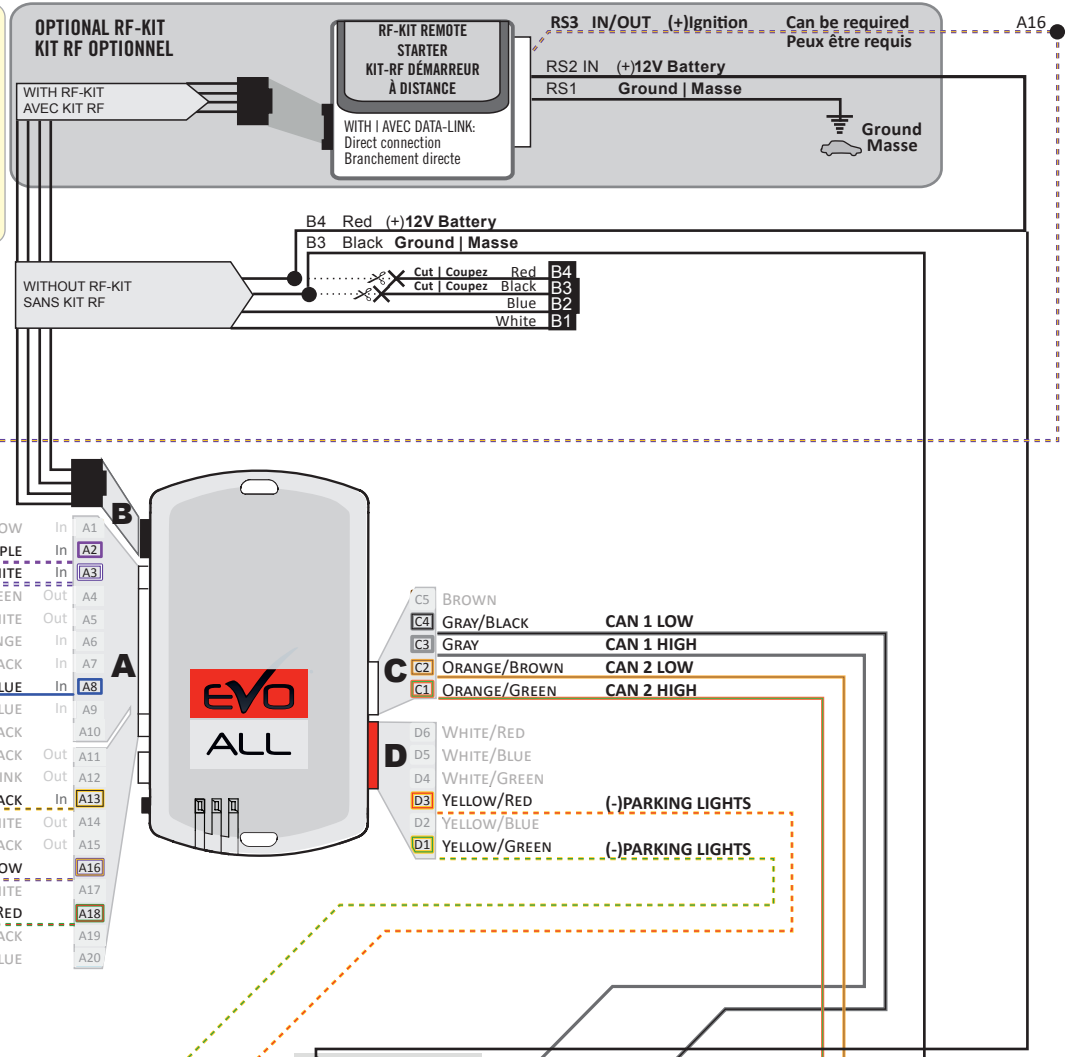 OPTIONAL RF-KIT
KIT RF OPTIONNEL
WITH RF-KIT
AVEC KIT RF
RF-KIT REMOTE
STARTER
KIT-RF DÉMARREUR
À DISTANCE
WITH | AVEC DATA-LINK:
Direct connection
Branchement directe
RS3 IN/OUT (+)Ignition Can be required
Peux être requis
A16
RS2 IN (+)12V Battery
RS1 Ground | Masse
Ground
Masse
B4 Red (+)12V Battery
B3 Black Ground | Masse
WITHOUT RF-KIT
SANS KIT RF
Cut | Coupez Red B4
Cut | Coupez Black B3
Blue B2
White B1
B
OW In A1
PLE In A2
ITE In A3
EEN Out A4
ITE Out A5
NGE In A6
ACK In A7
LUE In A8
LUE In A9
ACK A10
ACK Out A11
INK Out A12
ACK In A13
ITE Out A14
ACK Out A15
OW A16
ITE A17
RED A18
ACK A19
LUE A20
A
EVO
ALL
C
C5 BROWN
C4 GRAY/BLACK CAN 1 LOW
C3 GRAY CAN 1 HIGH
C2 ORANGE/BROWN CAN 2 LOW
C1 ORANGE/GREEN CAN 2 HIGH
D
D6 WHITE/RED
D5 WHITE/BLUE
D4 WHITE/GREEN
D3 YELLOW/RED (-)PARKING LIGHTS
D2 YELLOW/BLUE
D1 YELLOW/GREEN (-)PARKING LIGHTS